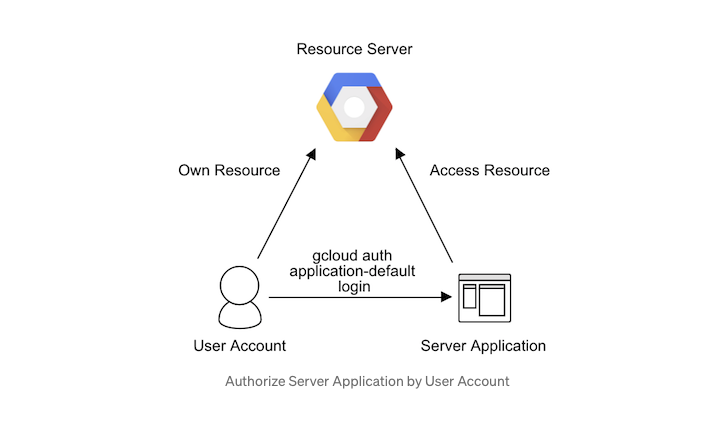 Resource Server
Own Resource
Access Resource
gcloud auth
application-default
login
User Account
Server Application
Authorize Server Application by User Account